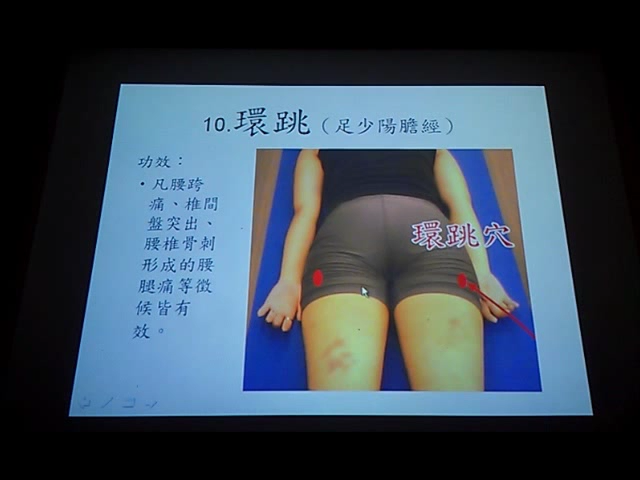 10.環跳（足少陽膽經）
功效：
・凡腰跨
痛、椎間
盤突出、
腰椎骨刺
形成的腰
腿痛等徵
候皆有
效。
環跳穴